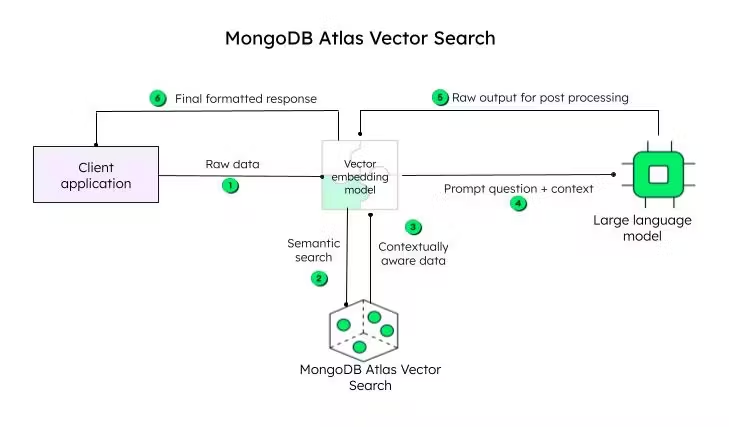 MongoDB Atlas Vector Search
6 Final formatted response
5 Raw output for post processing
Client
application
Raw data
1
Vector
embedding
model
Prompt question + context
4
Large language
model
Semantic
search
2
3
Contextually
aware data
MongoDB Atlas Vector
Search